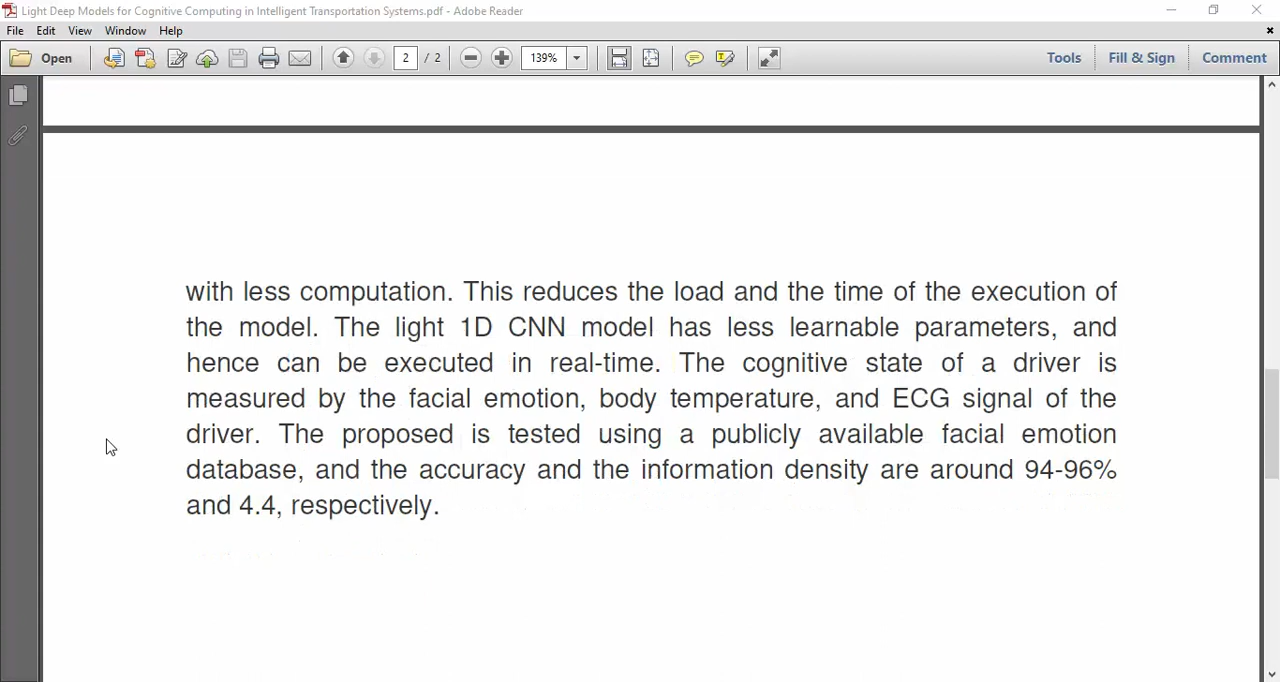 Light Deep Models for Cognitive Computing in Intelligent Transportation Systems.pdf - Adobe Reader
File Edit View Window Help
Open 2 / 2 139% Tools Fill & Sign Comment
with less computation. This reduces the load and the time of the execution of
the model. The light 1D CNN model has less learnable parameters, and
hence can be executed in real-time. The cognitive state of a driver is
measured by the facial emotion, body temperature, and ECG signal of the
driver. The proposed is tested using a publicly available facial emotion
database, and the accuracy and the information density are around 94-96%
and 4.4, respectively.